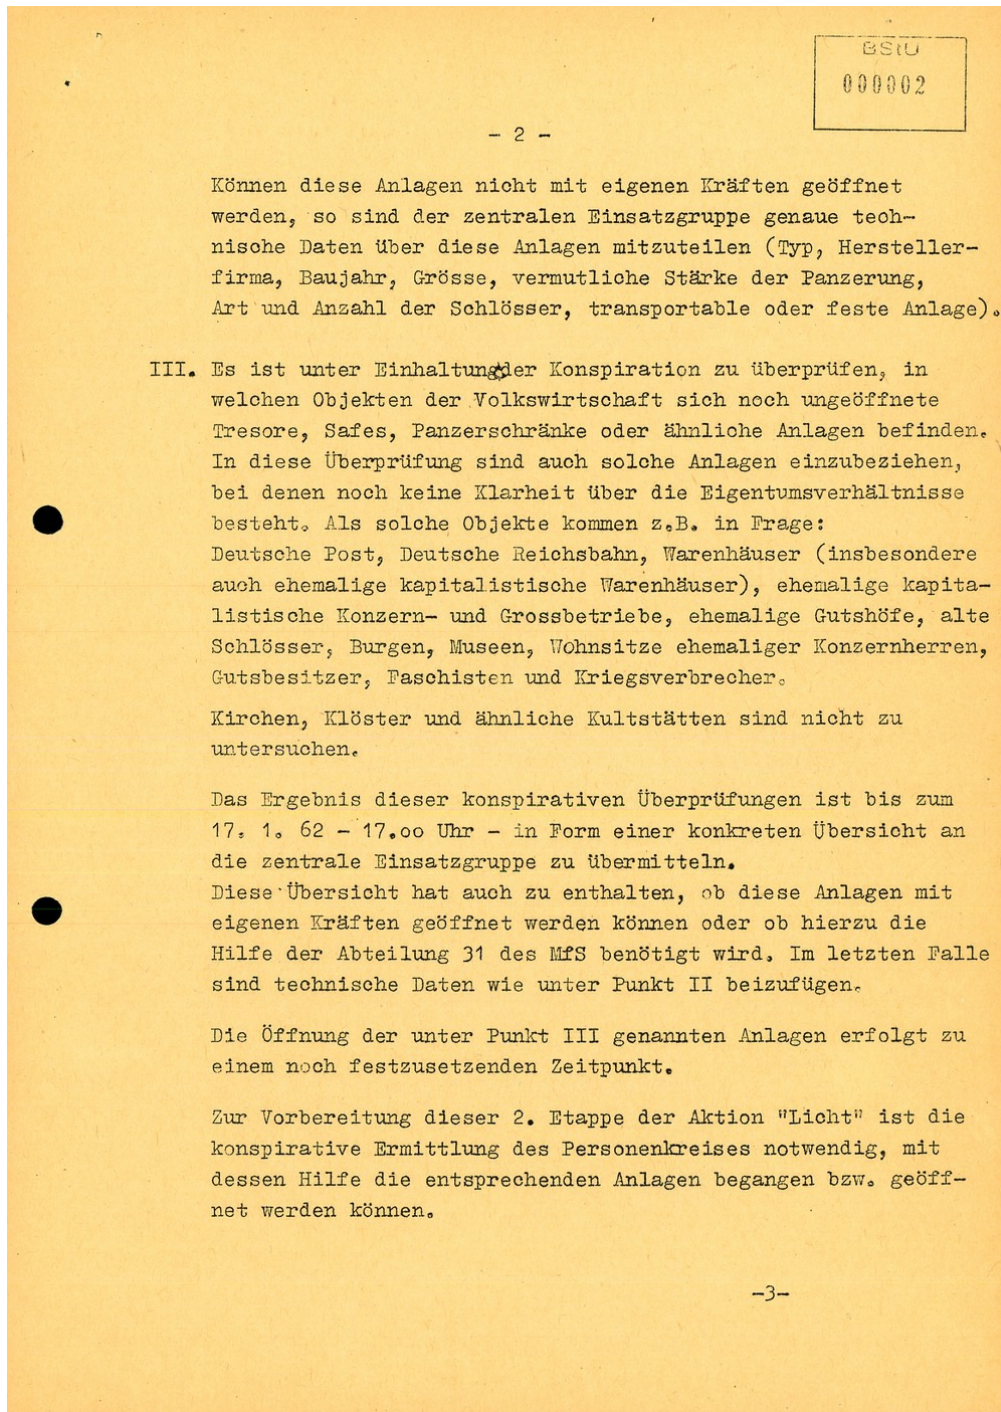 BStU
000002
- 2 -
Können diese Anlagen nicht mit eigenen Kräften geöffnet
werden, so sind der zentralen Einsatzgruppe genaue tech-
nische Daten über diese Anlagen mitzuteilen (Typ, Hersteller-
firma, Baujahr, Grösse, vermutliche Stärke der Panzerung,
Art und Anzahl der Schlösser, transportable oder feste Anlage).
III. Es ist unter Einhaltung der Konspiration zu überprüfen, in
welchen Objekten der Volkswirtschaft sich noch ungeöffnete
Tresore, Safes, Panzerschränke oder ähnliche Anlagen befinden.
In diese Überprüfung sind auch solche Anlagen einzubeziehen,
bei denen noch keine Klarheit über die Eigentumsverhältnisse
besteht. Als solche Objekte kommen z.B. in Frage:
Deutsche Post, Deutsche Reichsbahn, Warenhäuser (insbesondere
auch ehemalige kapitalistische Warenhäuser), ehemalige kapita-
listische Konzern- und Grossbetriebe, ehemalige Gutshöfe, alte
Schlösser, Burgen, Museen, Wohnsitze ehemaliger Konzernherren,
Gutsbesitzer, Faschisten und Kriegsverbrecher.
Kirchen, Klöster und ähnliche Kultstätten sind nicht zu
untersuchen.
Das Ergebnis dieser konspirativen Überprüfungen ist bis zum
17. 1. 62 - 17.oo Uhr - in Form einer konkreten Übersicht an
die zentrale Einsatzgruppe zu übermitteln.
Diese Übersicht hat auch zu enthalten, ob diese Anlagen mit
eigenen Kräften geöffnet werden können oder ob hierzu die
Hilfe der Abteilung 31 des MfS benötigt wird. Im letzten Falle
sind technische Daten wie unter Punkt II beizufügen.
Die Öffnung der unter Punkt III genannten Anlagen erfolgt zu
einem noch festzusetzenden Zeitpunkt.
Zur Vorbereitung dieser 2. Etappe der Aktion "Licht" ist die
konspirative Ermittlung des Personenkreises notwendig, mit
dessen Hilfe die entsprechenden Anlagen begangen bzw. geöff-
net werden können.
-3-